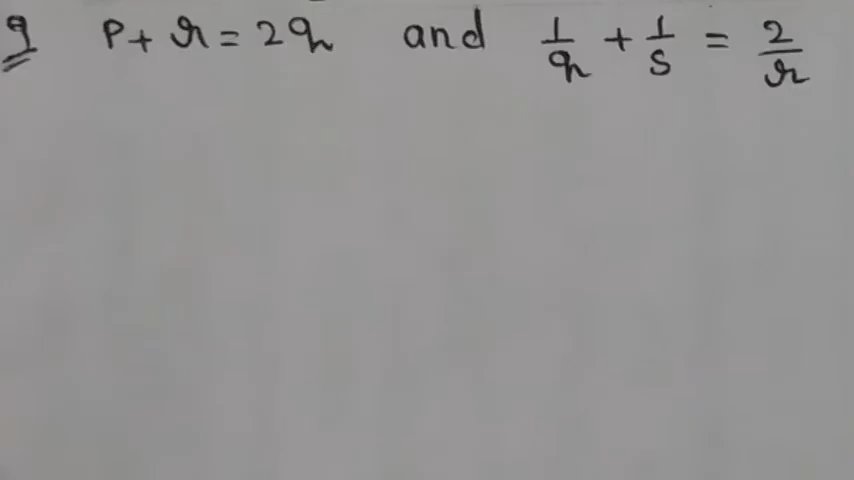 9 P + r = 2q and 1/q + 1/s = 2/r